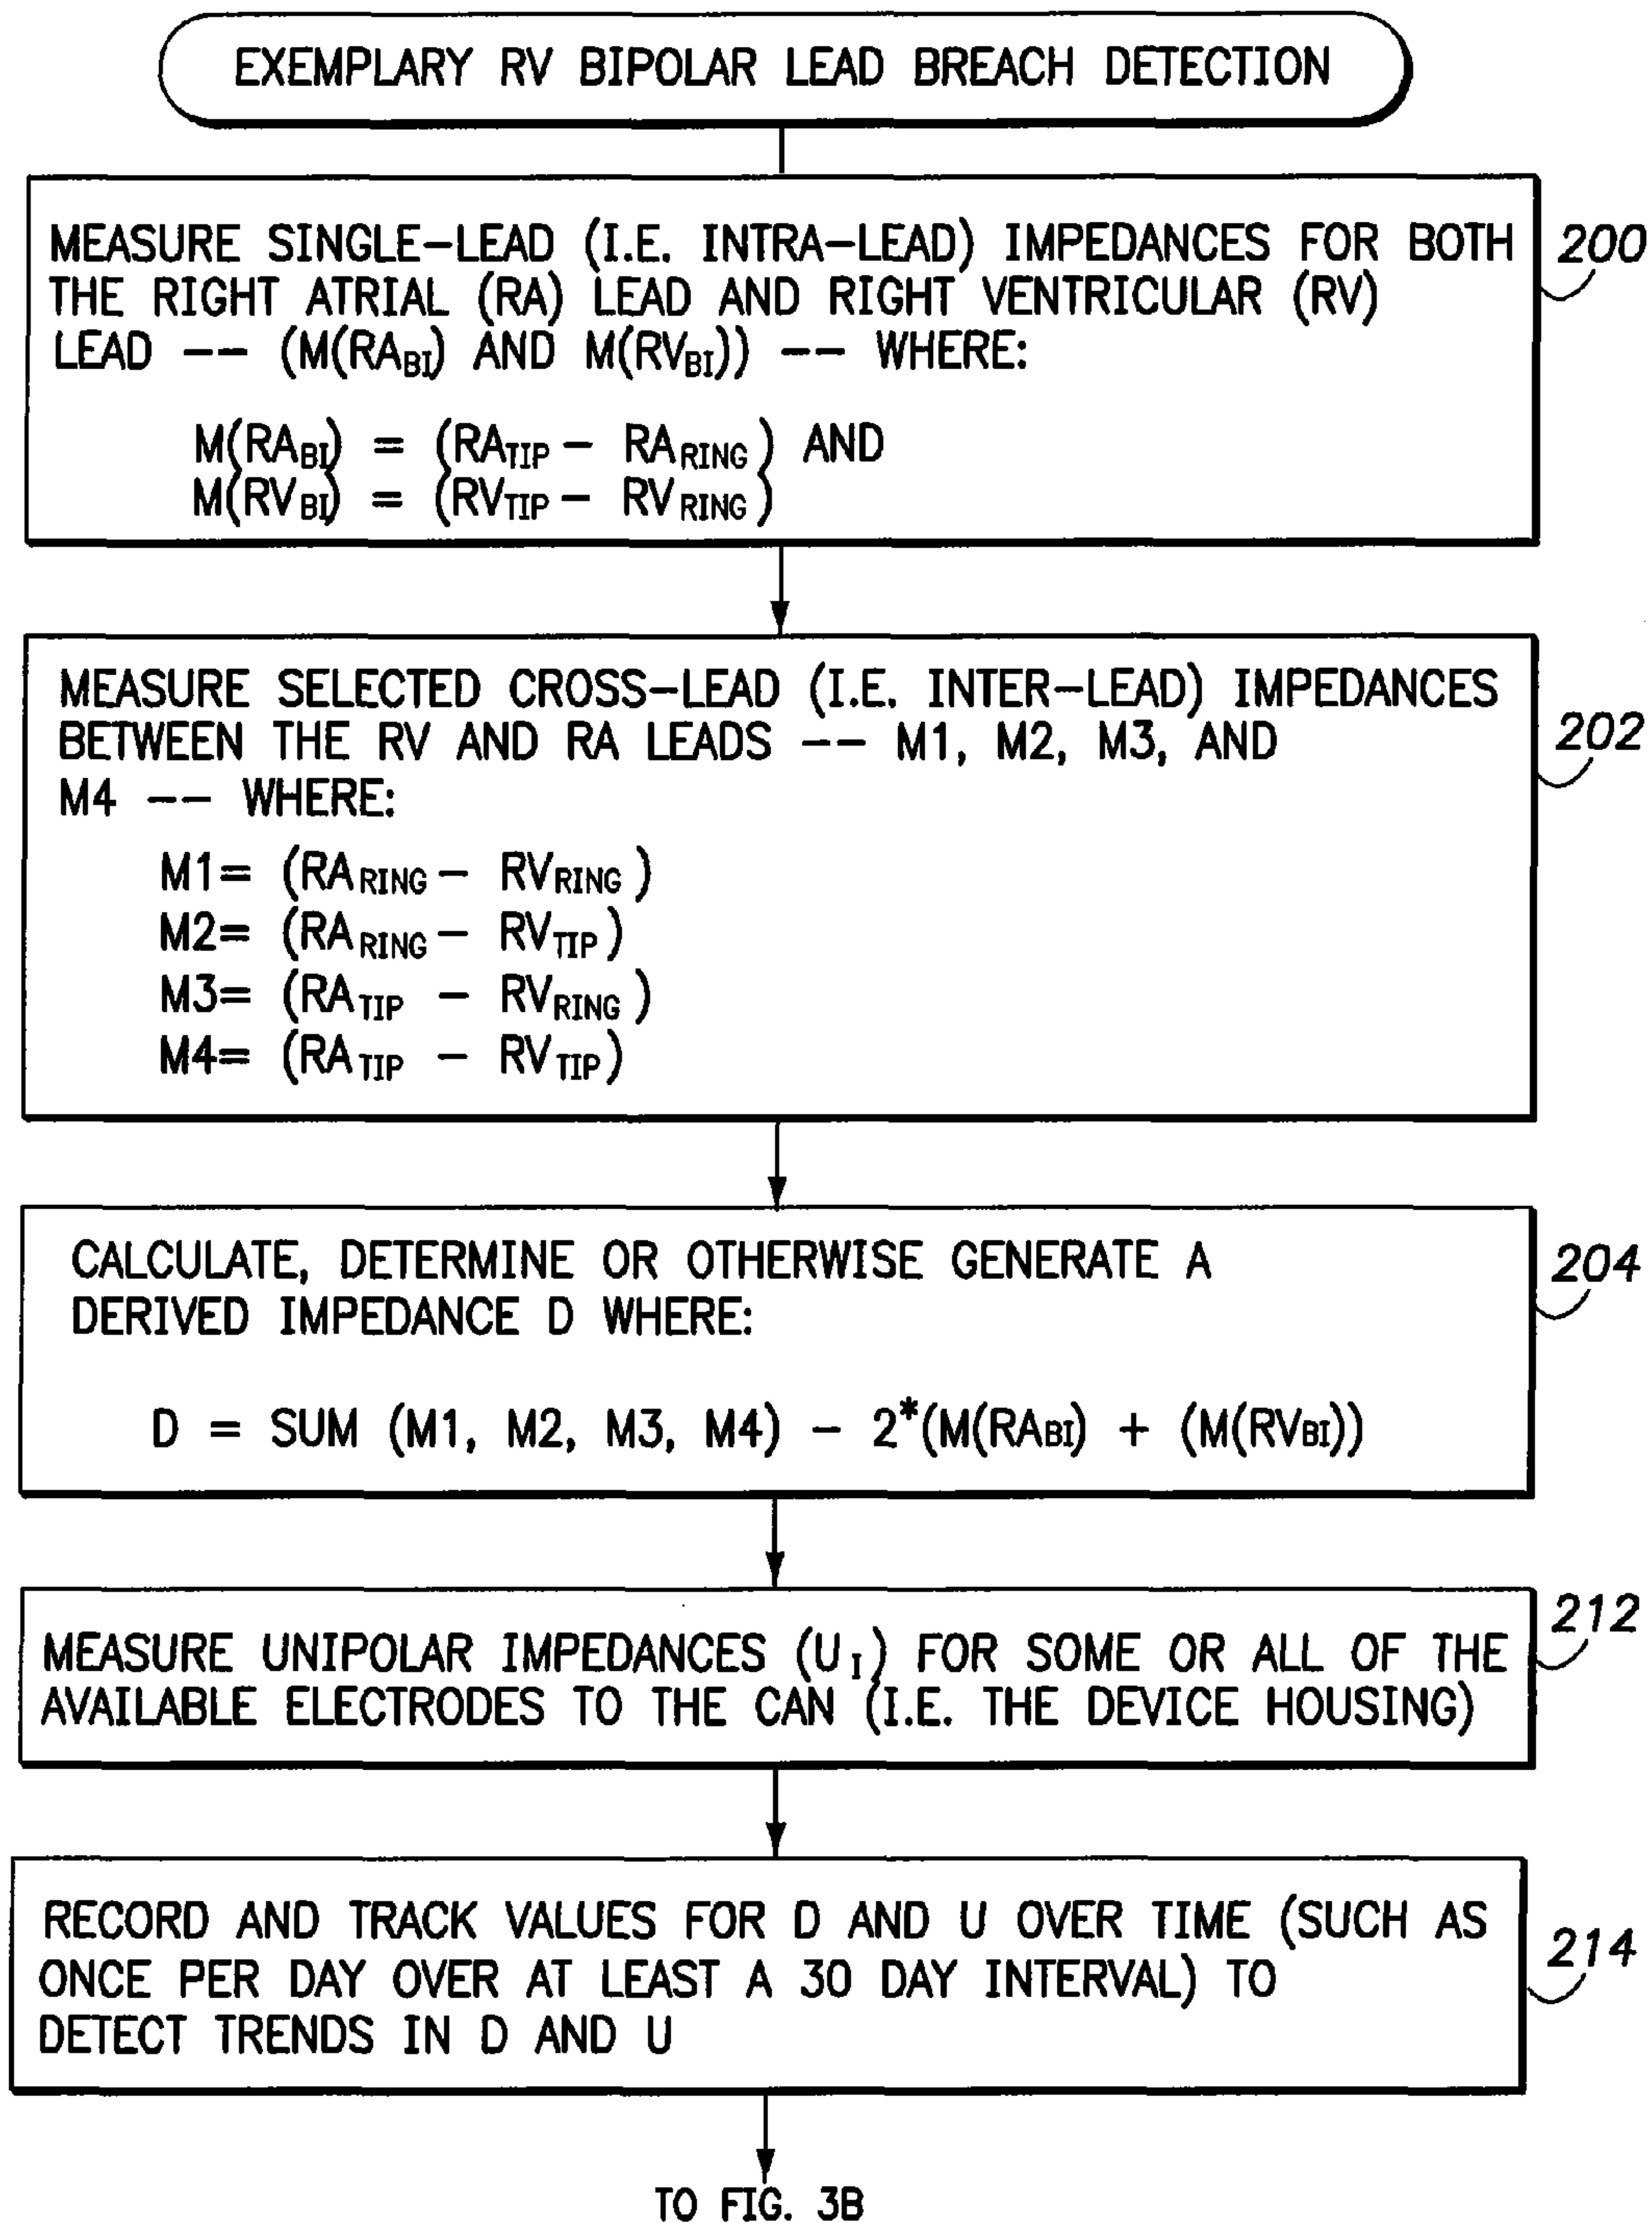 EXEMPLARY RV BIPOLAR LEAD BREACH DETECTION
MEASURE SINGLE-LEAD (I.E. INTRA-LEAD) IMPEDANCES FOR BOTH
THE RIGHT ATRIAL (RA) LEAD AND RIGHT VENTRICULAR (RV)
LEAD -- (M(RABI) AND M(RVBI)) -- WHERE:
M(RABI) = (RATIP - RARING) AND
M(RVBI) = (RVTIP - RVRING)
200
MEASURE SELECTED CROSS-LEAD (I.E. INTER-LEAD) IMPEDANCES
BETWEEN THE RV AND RA LEADS -- M1, M2, M3, AND
M4 -- WHERE:
M1= (RARING - RVRING)
M2= (RARING - RVTIP)
M3= (RATIP - RVRING)
M4= (RATIP - RVTIP)
202
CALCULATE, DETERMINE OR OTHERWISE GENERATE A
DERIVED IMPEDANCE D WHERE:
D = SUM (M1, M2, M3, M4) - 2*(M(RABI) + (M(RVBI))
204
MEASURE UNIPOLAR IMPEDANCES (UI) FOR SOME OR ALL OF THE
AVAILABLE ELECTRODES TO THE CAN (I.E. THE DEVICE HOUSING)
212
RECORD AND TRACK VALUES FOR D AND U OVER TIME (SUCH AS
ONCE PER DAY OVER AT LEAST A 30 DAY INTERVAL) TO
DETECT TRENDS IN D AND U
214
TO FIG. 3B